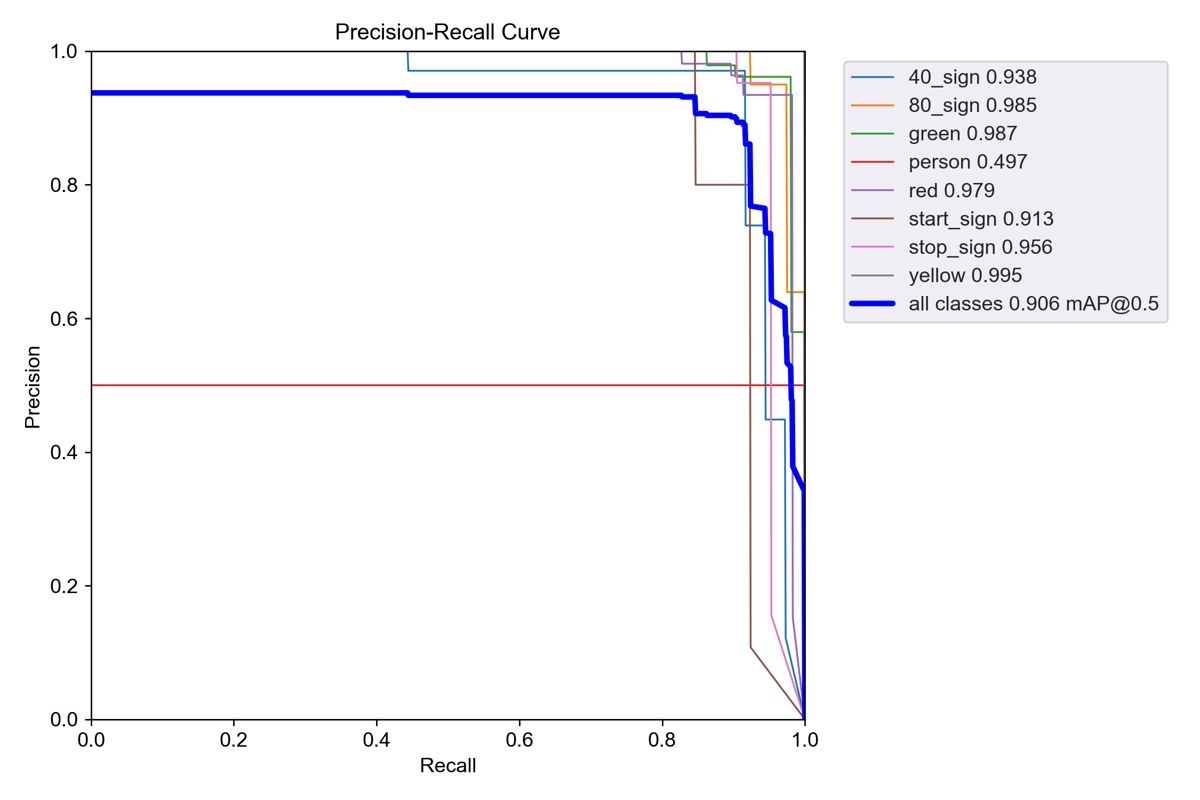 Precision-Recall Curve
1.0
0.8
0.6
0.4
0.2
0.0
Precision
0.0 0.2 0.4 0.6 0.8 1.0
Recall
40_sign 0.938
80_sign 0.985
green 0.987
person 0.497
red 0.979
start_sign 0.913
stop_sign 0.956
yellow 0.995
all classes 0.906 mAP@0.5